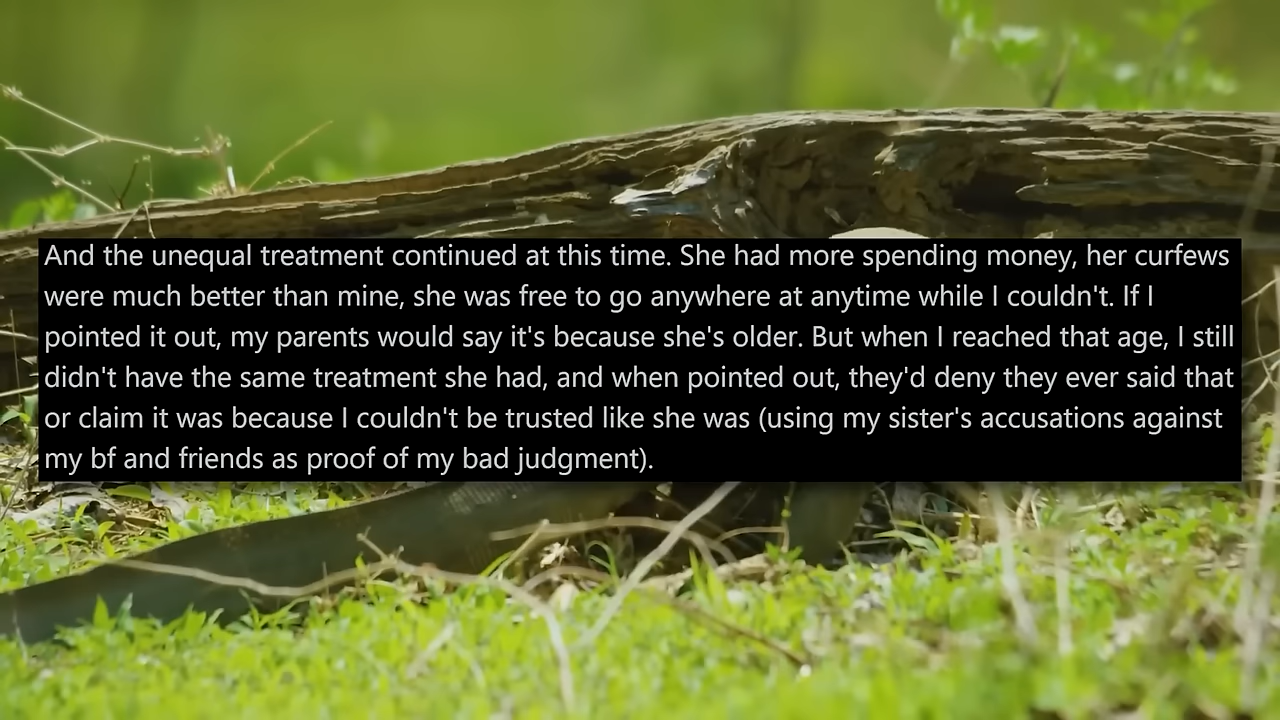 And the unequal treatment continued at this time. She had more spending money, her curfews
were much better than mine, she was free to go anywhere at anytime while I couldn't. If I
pointed it out, my parents would say it's because she's older. But when I reached that age, I still
didn't have the same treatment she had, and when pointed out, they'd deny they ever said that
or claim it was because I couldn't be trusted like she was (using my sister's accusations against
my bf and friends as proof of my bad judgment).